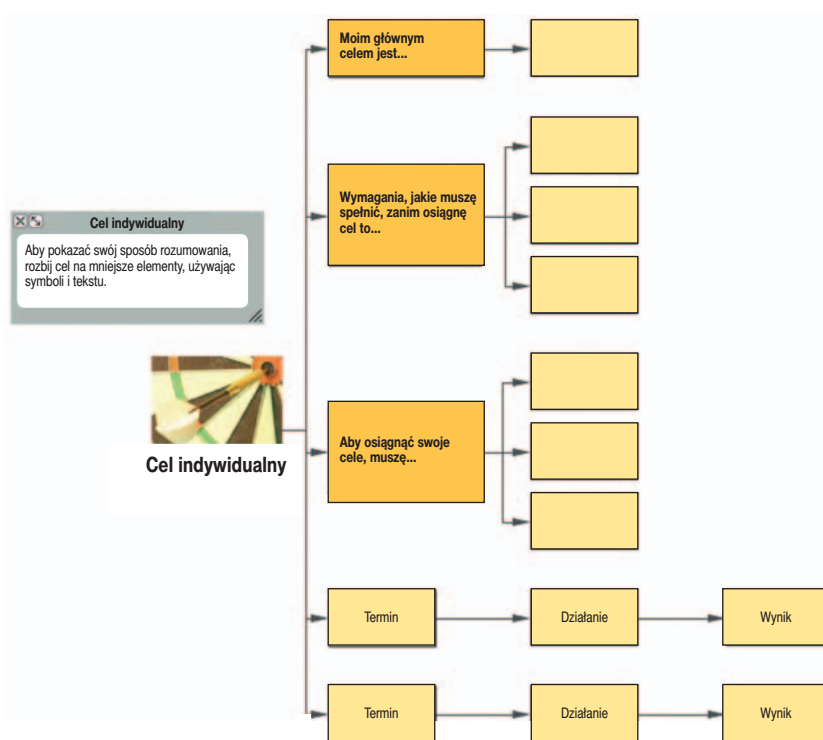 Moim głównym
celem jest...
Wymagania, jakie muszę
spełnić, zanim osiągnę
cel to...
Cel indywidualny
Aby pokazać swój sposób rozumowania,
rozbij cel na mniejsze elementy, używając
symboli i tekstu.
Cel indywidualny
Aby osiągnąć swoje
cele, muszę...
Termin
Działanie
Wynik
Termin
Działanie
Wynik